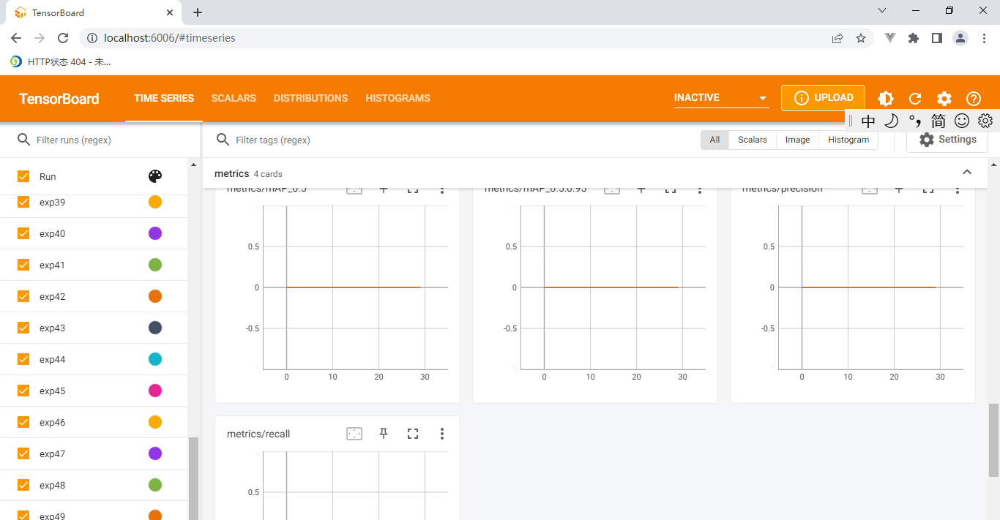 TensorBoard
localhost:6006/#timeseries
HTTP状态 404 - 未...
TensorBoard
TIME SERIES
SCALARS
DISTRIBUTIONS
HISTOGRAMS
INACTIVE
UPLOAD
中 简
Filter runs (regex)
Filter tags (regex)
All
Scalars
Image
Histogram
Settings
Run
exp39
exp40
exp41
exp42
exp43
exp44
exp45
exp46
exp47
exp48
exp49
metrics 4 cards
metrics/mAP_0.5
0.5
0
-0.5
0 10 20 30
metrics/mAP_0.5:0.95
0.5
0
-0.5
0 10 20 30
metrics/precision
0.5
0
-0.5
0 10 20 30
metrics/recall
0.5